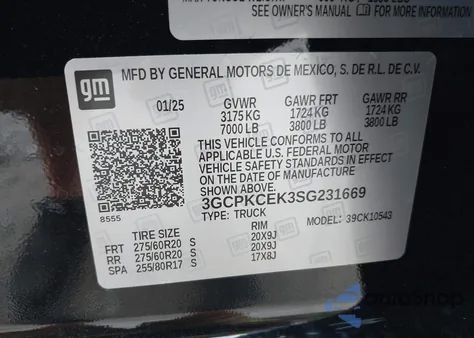 SEE OWNER'S MANUAL FOR MORE INFORMATION
gm
MFD BY GENERAL MOTORS DE MEXICO, S. DE R.L. DE C.V.
01/25 GVWR GAWR FRT GAWR RR
3175 KG 1724 KG 1724 KG
7000 LB 3800 LB 3800 LB
THIS VEHICLE CONFORMS TO ALL
APPLICABLE U.S. FEDERAL MOTOR
VEHICLE SAFETY STANDARDS IN EFFECT
ON THE DATE OF MANUFACTURE
SHOWN ABOVE.
3GCPKCEK3SG231669
8555
TYPE: TRUCK MODEL: 39CK10543
TIRE SIZE RIM
FRT 275/60R20 S 20X9J
RR 275/60R20 S 20X9J
SPA 255/80R17 S 17X8J